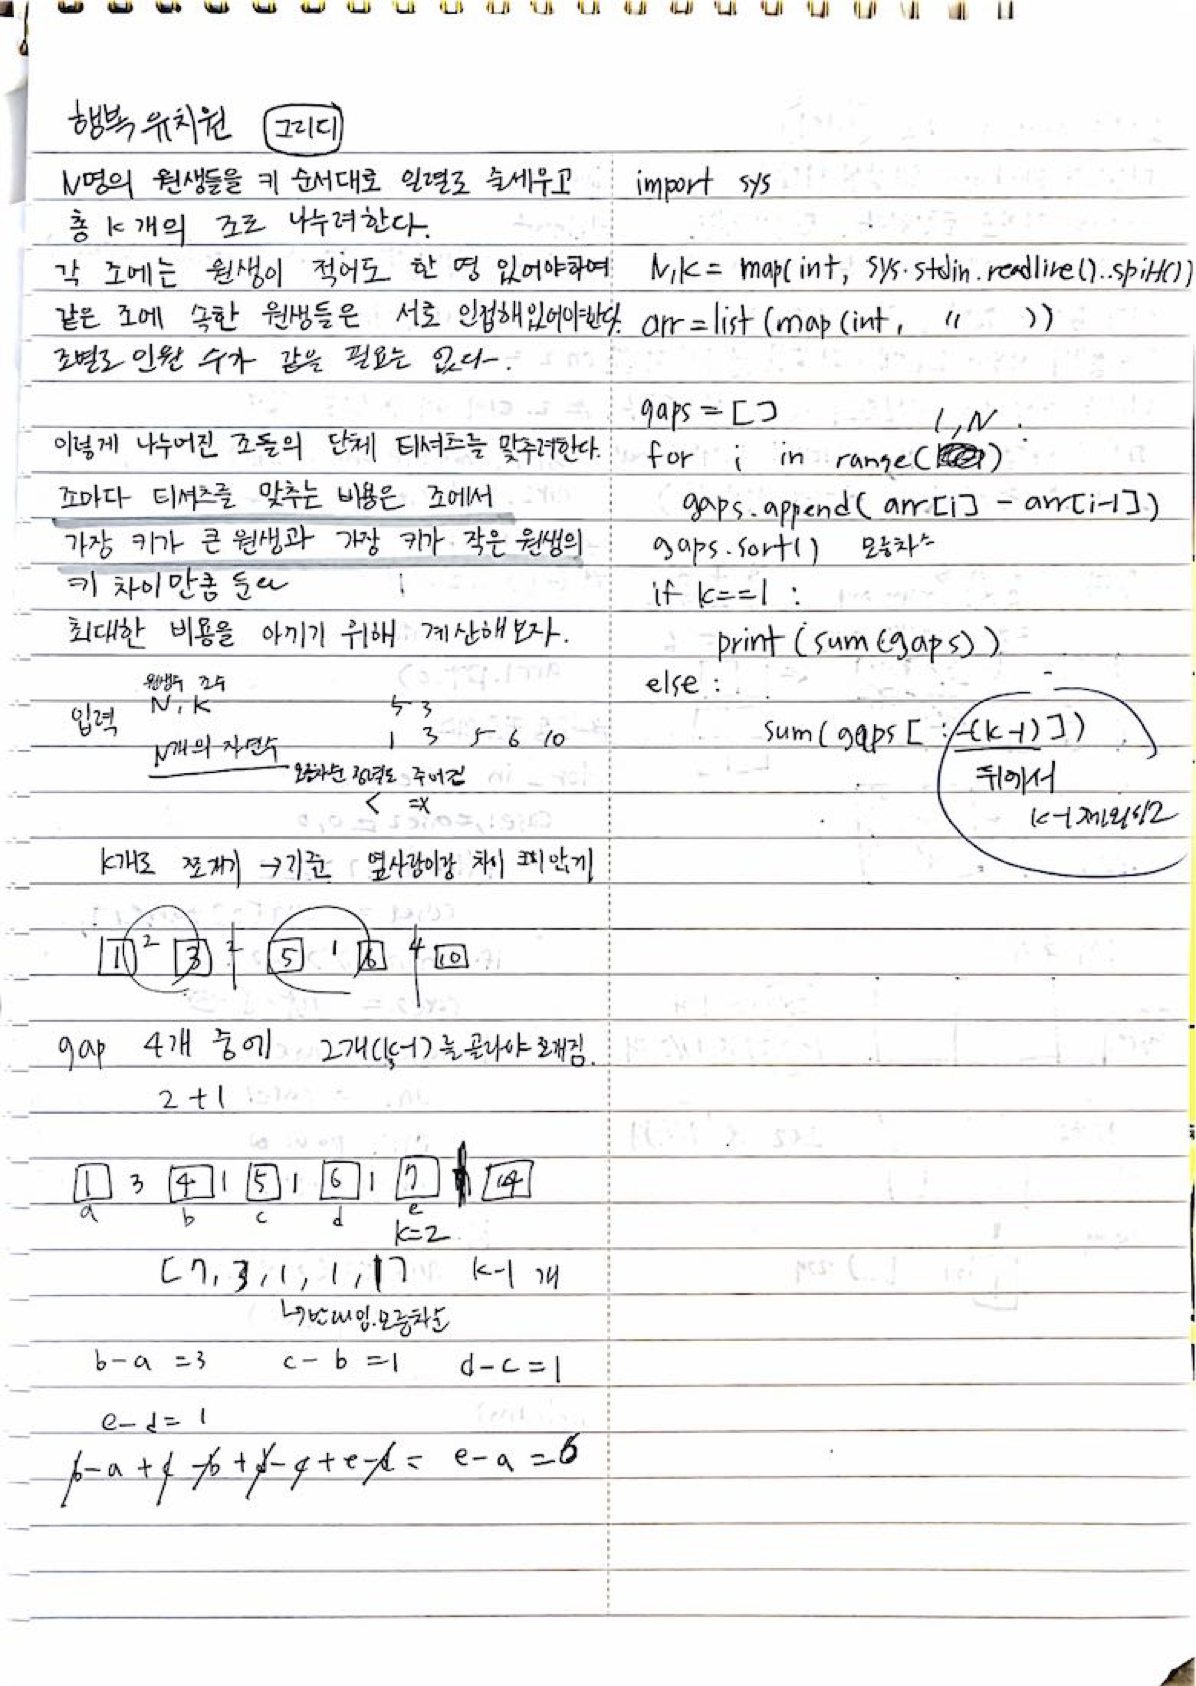 행복 유치원 그리디
N명의 원생들을 키 순서대로 일렬로 줄세우고
총 K개의 조로 나누려한다.
각 조에는 원생이 적어도 한 명 있어야하며
같은 조에 속한 원생들은 서로 인접해있어야한다.
조별로 인원 수가 같을 필요는 없다.
이렇게 나누어진 조들의 단체 티셔츠를 맞추려한다.
조마다 티셔츠를 맞추는 비용은 조에서
가장 키가 큰 원생과 가장 키가 작은 원생의
키 차이만큼 든다
최대한 비용을 아끼기 위해 계산해보자.
원생수 조수
입력 N, K 5 3
N개의 자연수 1 3 5 6 10
오름차순 정렬로 주어진
< =x
K개로 쪼개기 → 기준 옆사람이랑 차이 크지 않게
1 2 3 2 5 1 6 4 10
gap 4개 중에 2개(K-1)를 골라야 쪼개짐.
2+1
1 3 4 1 5 1 6 1 7 14
a b c d e
k=2
[7, 3, 1, 1, 1] k-1 개
↳ 반대임. 오름차순
b-a =3 c-b =1 d-c =1
e-d = 1
b-a + c-b + d-c + e-d = e-a = 6
import sys
N, K = map(int, sys.stdin.readline().split())
arr = list(map(int, " ))
gaps = []
1, N
for i in range( )
gaps.append(arr[i] - arr[i-1])
gaps.sort() 오름차순
if k==1 :
print(sum(gaps))
else :
sum(gaps[ : -(k-1)])
뒤에서
k-1 제외하고